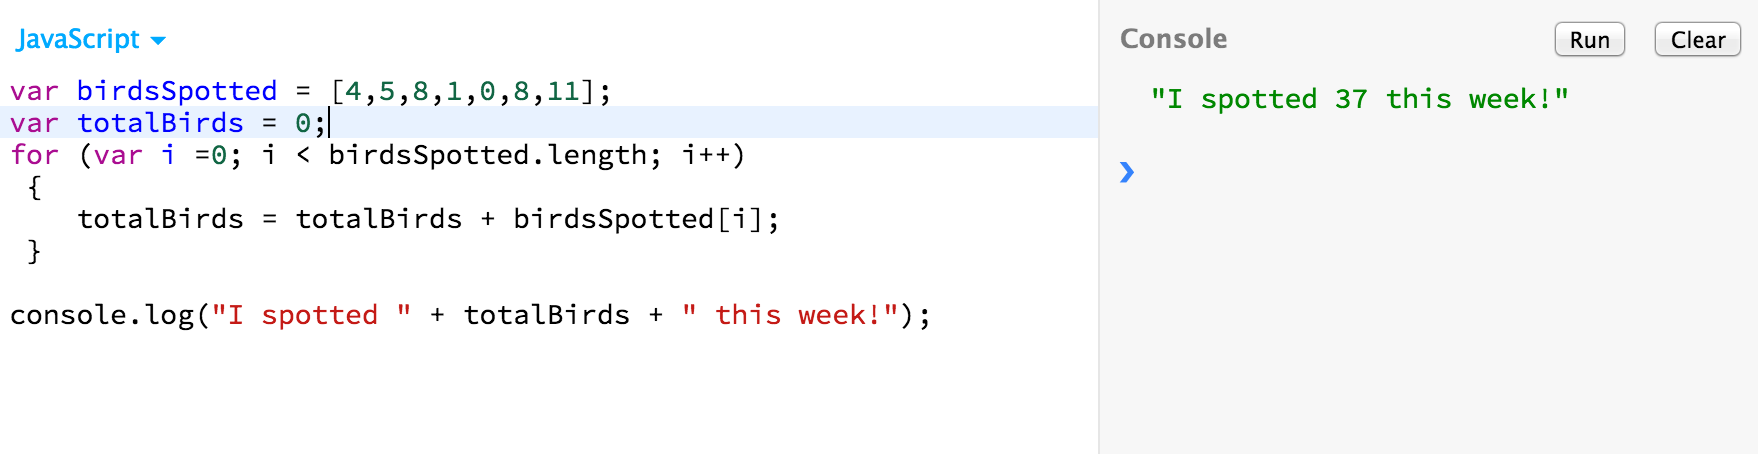 JavaScript
var birdsSpotted = [4,5,8,1,0,8,11];
var totalBirds = 0;
for (var i =0; i < birdsSpotted.length; i++)
{
totalBirds = totalBirds + birdsSpotted[i];
}
console.log("I spotted " + totalBirds + " this week!");
Console
Run
Clear
"I spotted 37 this week!"